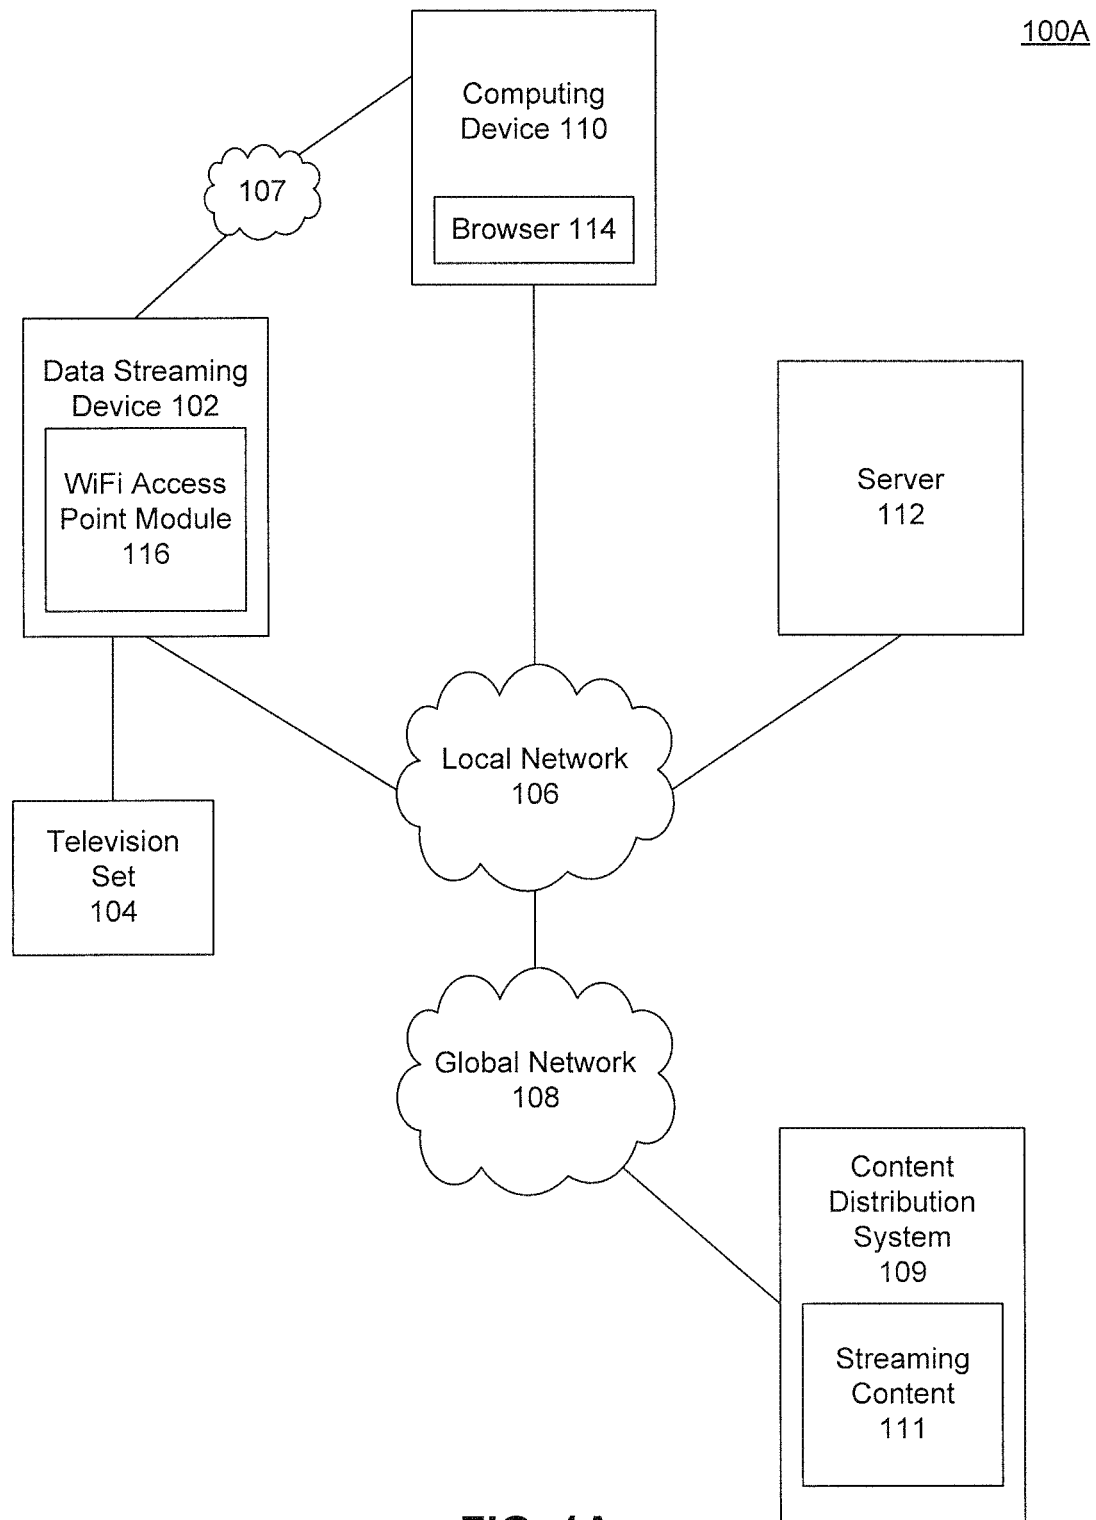 100A
Computing
Device 110
107
Browser 114
Data Streaming
Device 102
WiFi Access
Point Module
116
Server
112
Local Network
106
Television
Set
104
Global Network
108
Content
Distribution
System
109
Streaming
Content
111